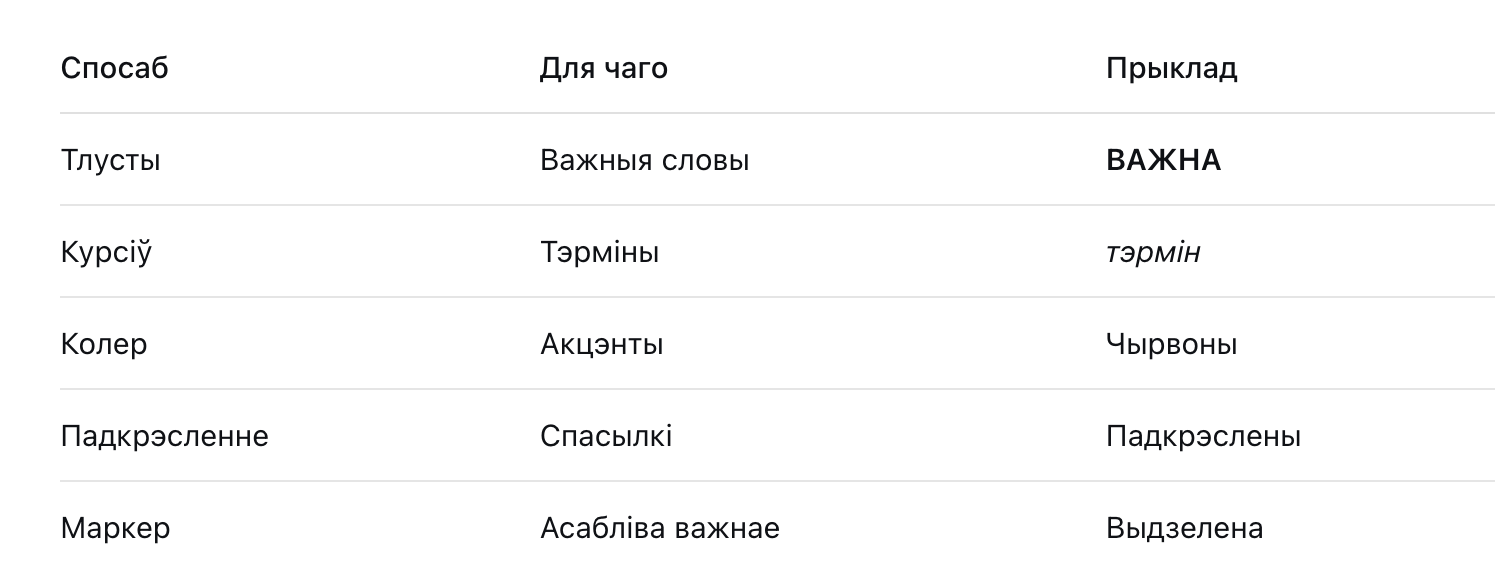 Спосаб Для чаго Прыклад
Тлусты Важныя словы ВАЖНА
Курсіў Тэрміны тэрмін
Колер Акцэнты Чырвоны
Падкрэсленне Спасылкі Падкрэслены
Маркер Асабліва важнае Выдзелена